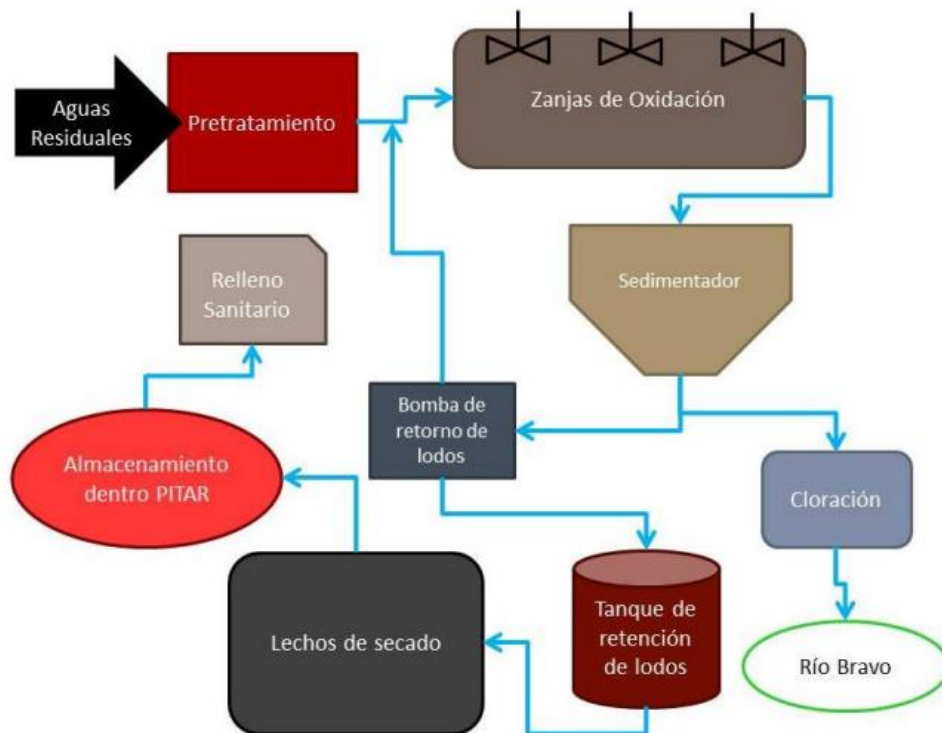 Aguas
Residuales
Pretratamiento
Zanjas de Oxidación
Relleno
Sanitario
Sedimentador
Bomba de
retorno de
lodos
Almacenamiento
dentro PITAR
Cloración
Lechos de secado
Tanque de
retención
de lodos
Río Bravo